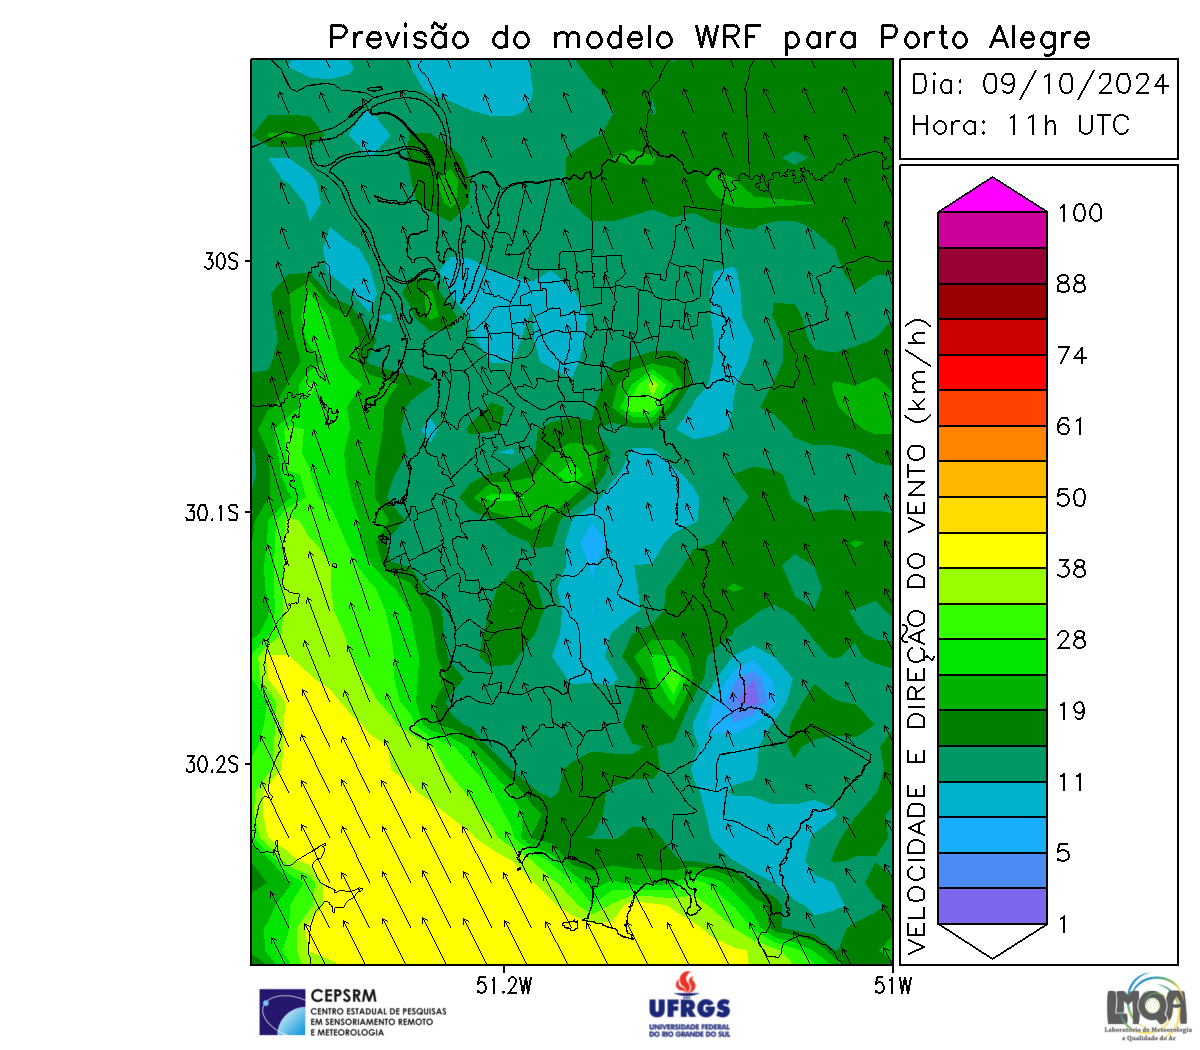 Previsão do modelo WRF para Porto Alegre
Dia: 09/10/2024
Hora: 11h UTC
30S
30.1S
30.2S
51.2W
51W
VELOCIDADE E DIREÇÃO DO VENTO (km/h)
100
88
74
61
50
38
28
19
11
5
1
CEPSRM
CENTRO ESTADUAL DE PESQUISAS
EM SENSORIAMENTO REMOTO
E METEOROLOGIA
UFRGS
UNIVERSIDADE FEDERAL
DO RIO GRANDE DO SUL
LMQA
Laboratório de Meteorologia
e Qualidade do Ar